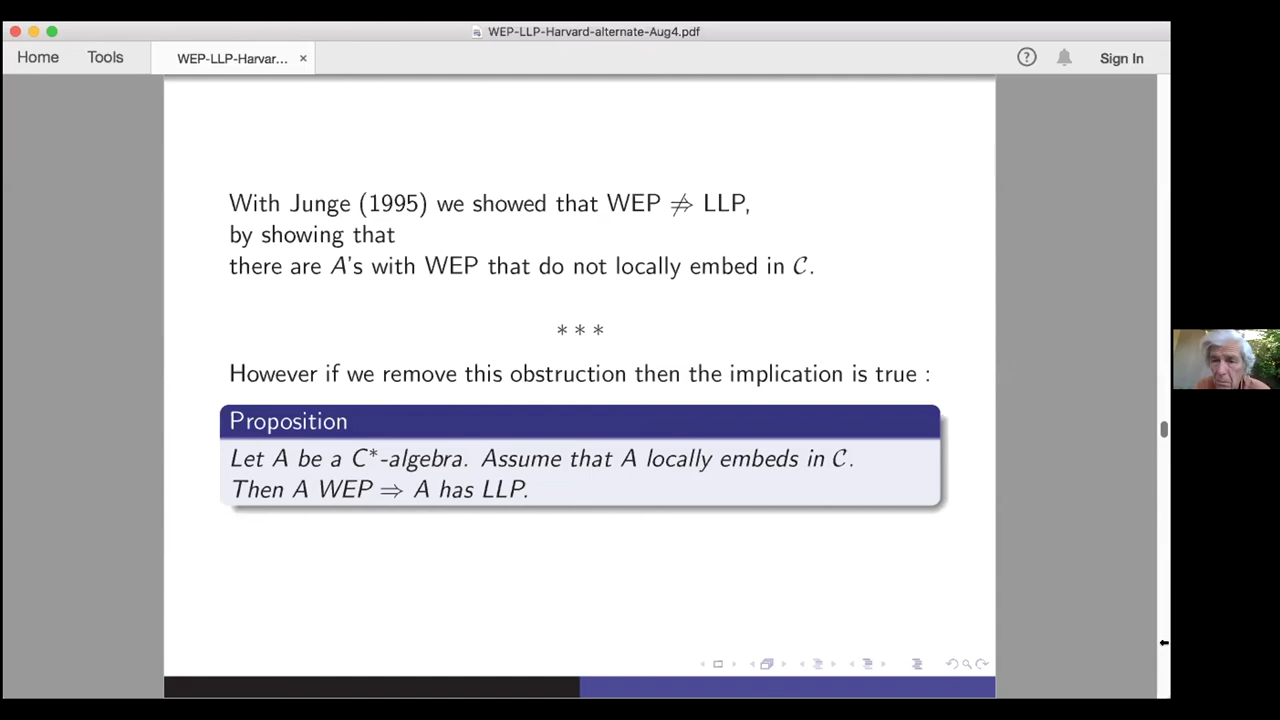 WEP-LLP-Harvard-alternate-Aug4.pdf
Home Tools WEP-LLP-Harvar... × ? Sign In
With Junge (1995) we showed that WEP ⇏ LLP,
by showing that
there are A's with WEP that do not locally embed in 𝒞.
* * *
However if we remove this obstruction then the implication is true :
Proposition
Let A be a C*-algebra. Assume that A locally embeds in 𝒞.
Then A WEP ⇒ A has LLP.